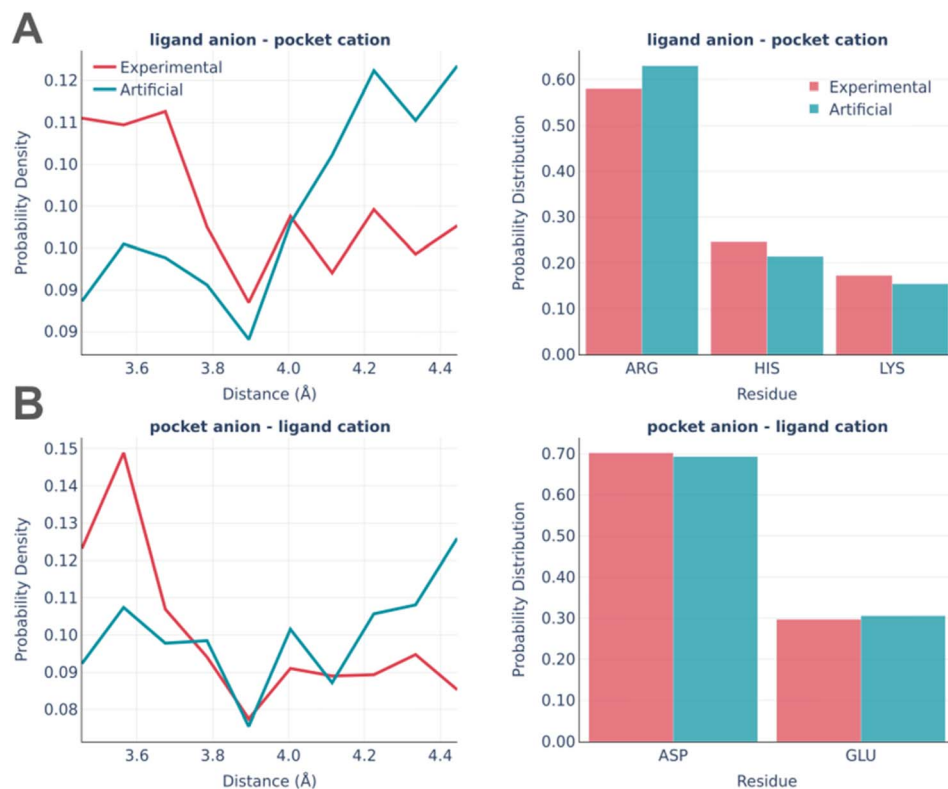 A
ligand anion - pocket cation
Experimental
Artificial
0.12
0.11
0.10
0.10
0.10
0.09
0.09
Probability Density
3.6 3.8 4.0 4.2 4.4
Distance (Å)
ligand anion - pocket cation
Experimental
Artificial
0.60
0.50
0.40
0.30
0.20
0.10
0.00
Probability Distribution
ARG HIS LYS
Residue
B
pocket anion - ligand cation
0.15
0.14
0.13
0.12
0.11
0.10
0.09
0.08
Probability Density
3.6 3.8 4.0 4.2 4.4
Distance (Å)
pocket anion - ligand cation
0.70
0.60
0.50
0.40
0.30
0.20
0.10
0.00
Probability Distribution
ASP GLU
Residue